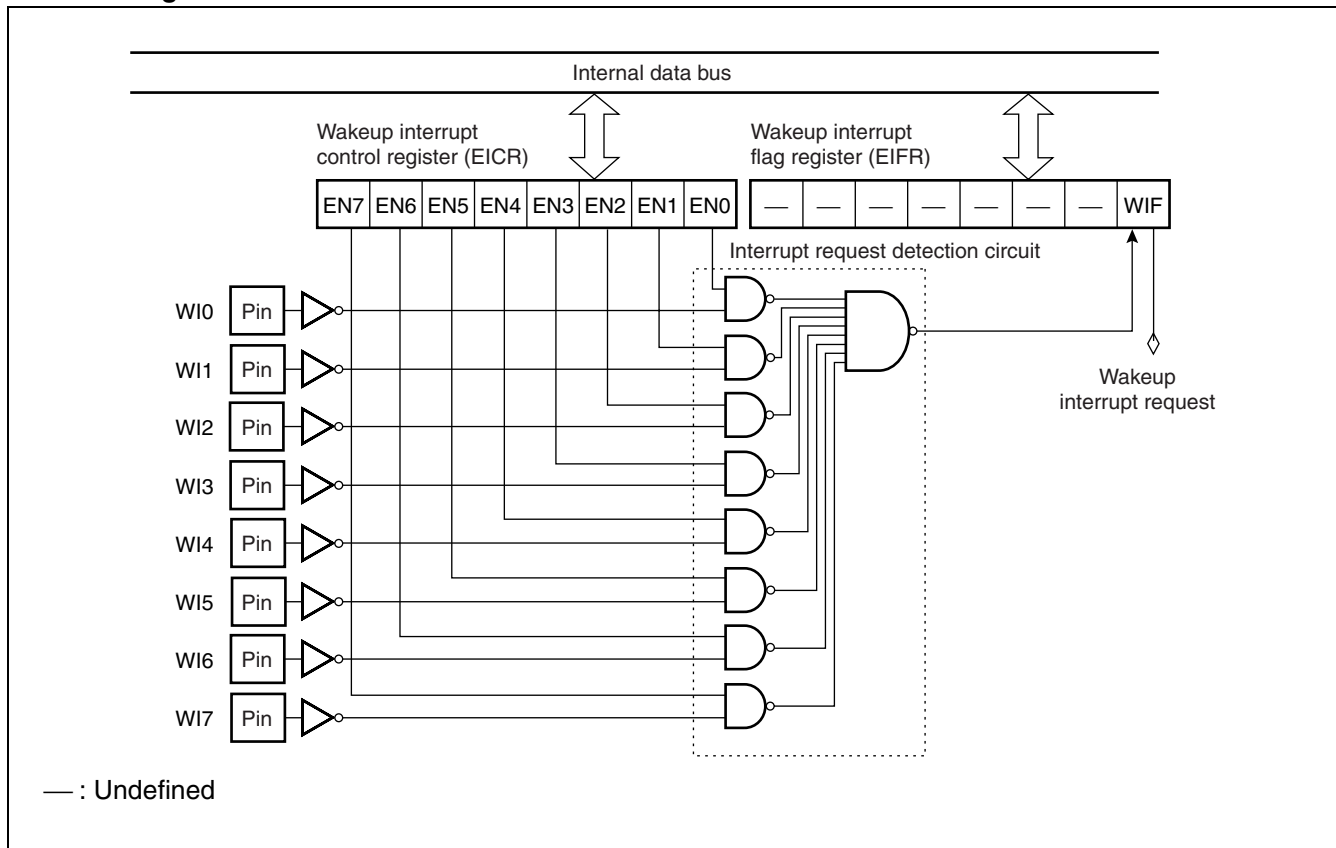 Internal data bus
Wakeup interrupt
control register (EICR)
Wakeup interrupt
flag register (EIFR)
EN7 EN6 EN5 EN4 EN3 EN2 EN1 EN0 — — — — — — — WIF
Interrupt request detection circuit
WI0 Pin
WI1 Pin
WI2 Pin
WI3 Pin
WI4 Pin
WI5 Pin
WI6 Pin
WI7 Pin
Wakeup
interrupt request
— : Undefined